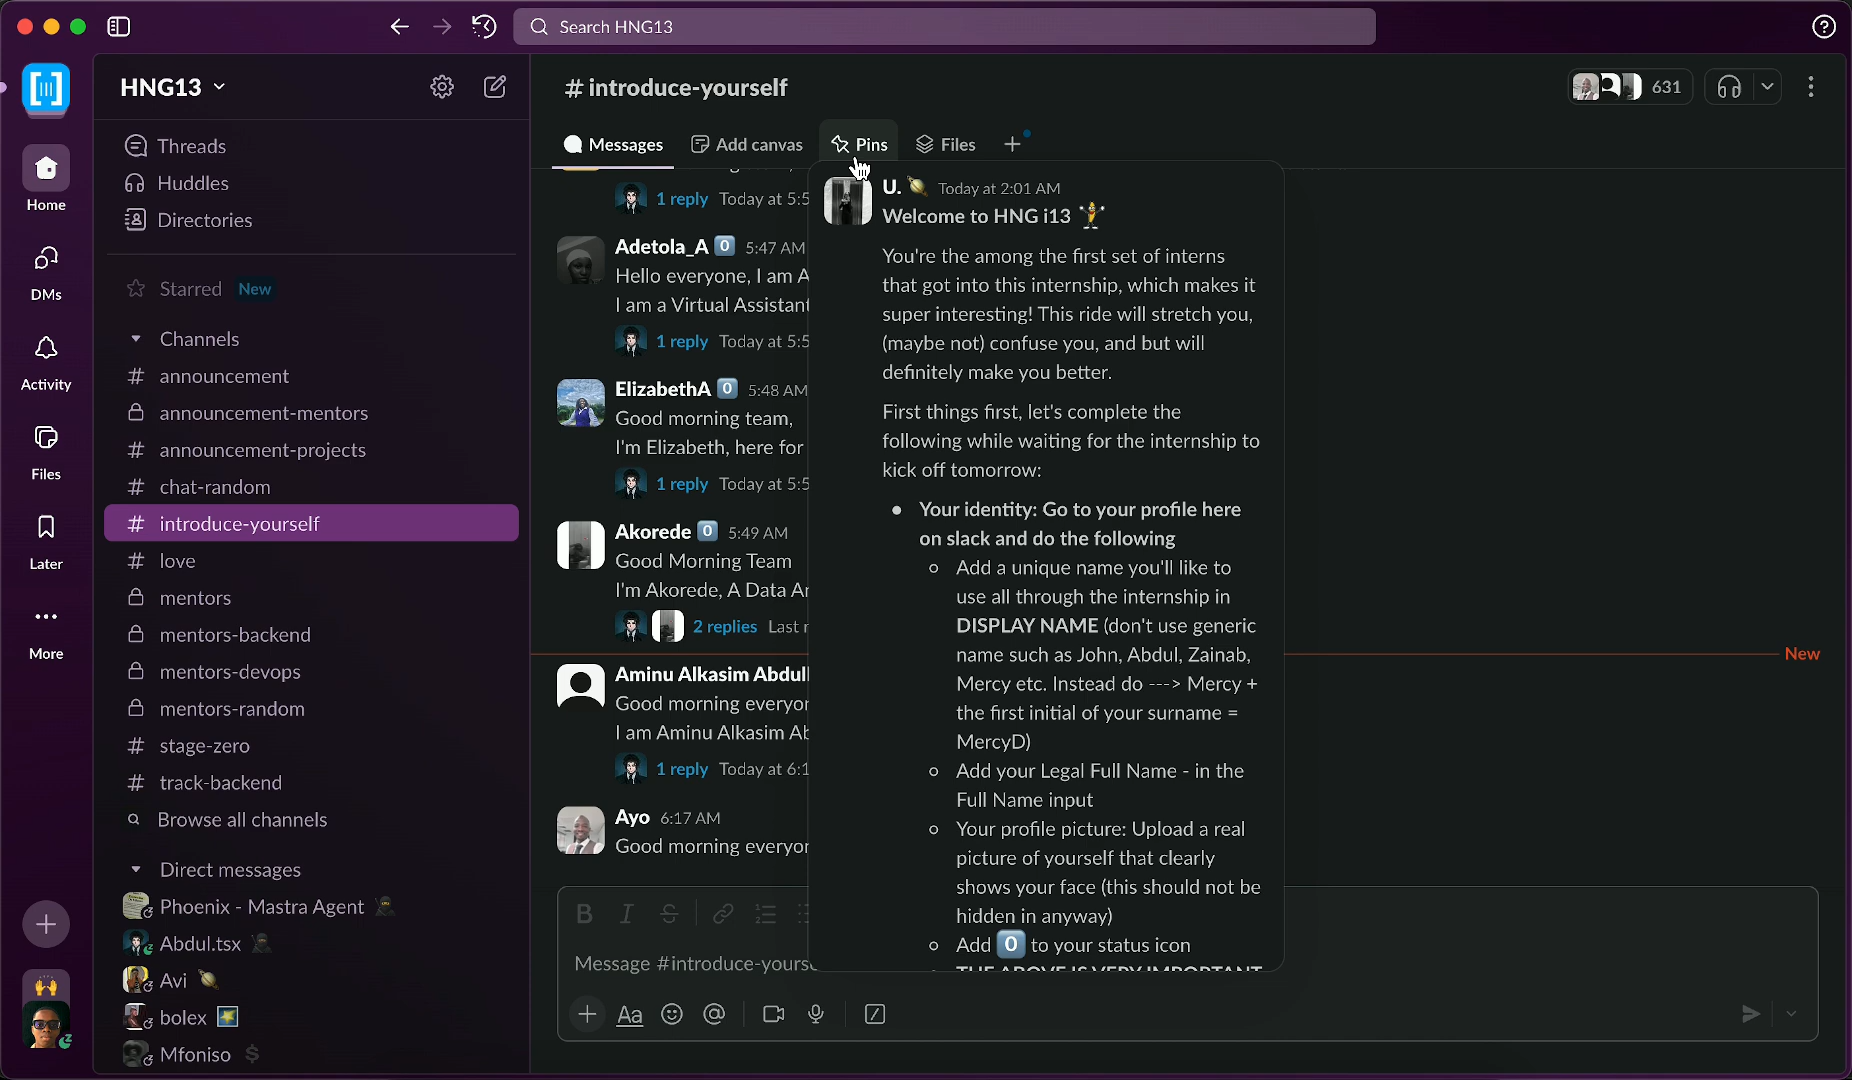 Search HNG13
HNG13
Threads
Huddles
Directories
Starred New
Channels
# announcement
announcement-mentors
# announcement-projects
# chat-random
# introduce-yourself
# love
mentors
mentors-backend
mentors-devops
mentors-random
# stage-zero
# track-backend
Browse all channels
Direct messages
Phoenix - Mastra Agent
Abdul.tsx
Avi
bolex
Mfoniso
Home
DMs
Activity
Files
Later
More
# introduce-yourself
631
Messages
Add canvas
Pins
Files
1 reply Today at 5:5
Adetola_A 0 5:47 AM
Hello everyone, I am A
I am a Virtual Assistant
1 reply Today at 5:5
ElizabethA 0 5:48 AM
Good morning team,
I'm Elizabeth, here for
1 reply Today at 5:5
Akorede 0 5:49 AM
Good Morning Team
I'm Akorede, A Data An
2 replies Last r
New
Aminu Alkasim Abdull
Good morning everyon
I am Aminu Alkasim Ab
1 reply Today at 6:1
Ayo 6:17 AM
Good morning everyon
B I S
Message #introduce-yourse
Aa
U. Today at 2:01 AM
Welcome to HNG i13
You're the among the first set of interns
that got into this internship, which makes it
super interesting! This ride will stretch you,
(maybe not) confuse you, and but will
definitely make you better.
First things first, let's complete the
following while waiting for the internship to
kick off tomorrow:
• Your identity: Go to your profile here
on slack and do the following
○ Add a unique name you'll like to
use all through the internship in
DISPLAY NAME (don't use generic
name such as John, Abdul, Zainab,
Mercy etc. Instead do ---> Mercy +
the first initial of your surname =
MercyD)
○ Add your Legal Full Name - in the
Full Name input
○ Your profile picture: Upload a real
picture of yourself that clearly
shows your face (this should not be
hidden in anyway)
○ Add 0 to your status icon
THE ABOVE IS VERY IMPORTANT